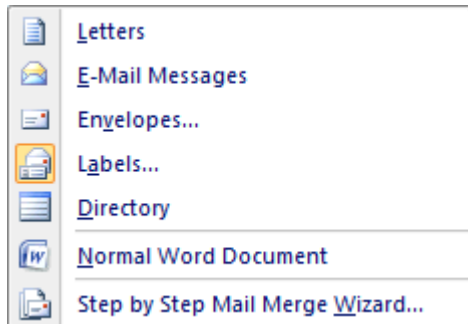 Letters
E-Mail Messages
Envelopes...
Labels...
Directory
Normal Word Document
Step by Step Mail Merge Wizard...